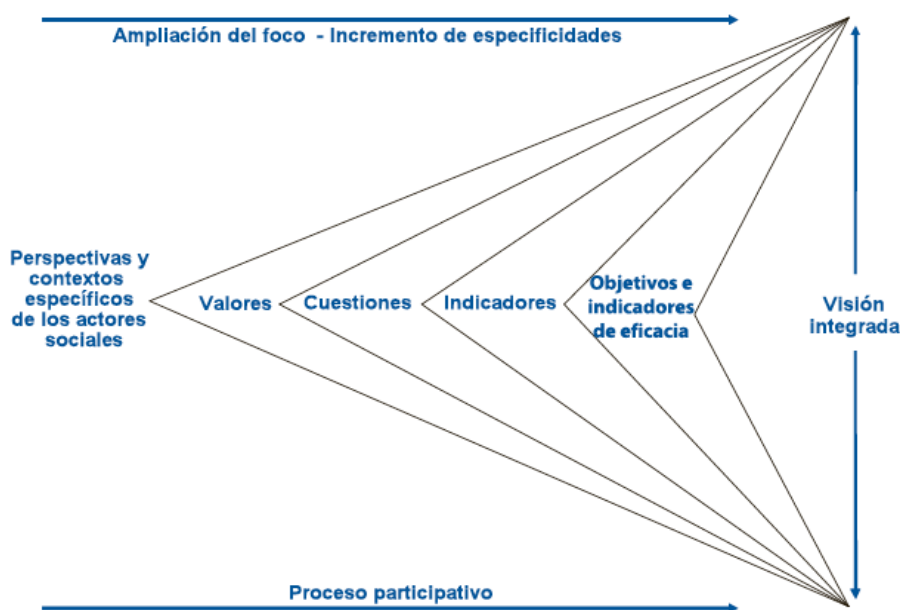 Ampliación del foco - Incremento de especificidades
Perspectivas y
contextos
específicos
de los actores
sociales
Valores
Cuestiones
Indicadores
Objetivos e
indicadores
de eficacia
Visión
integrada
Proceso participativo